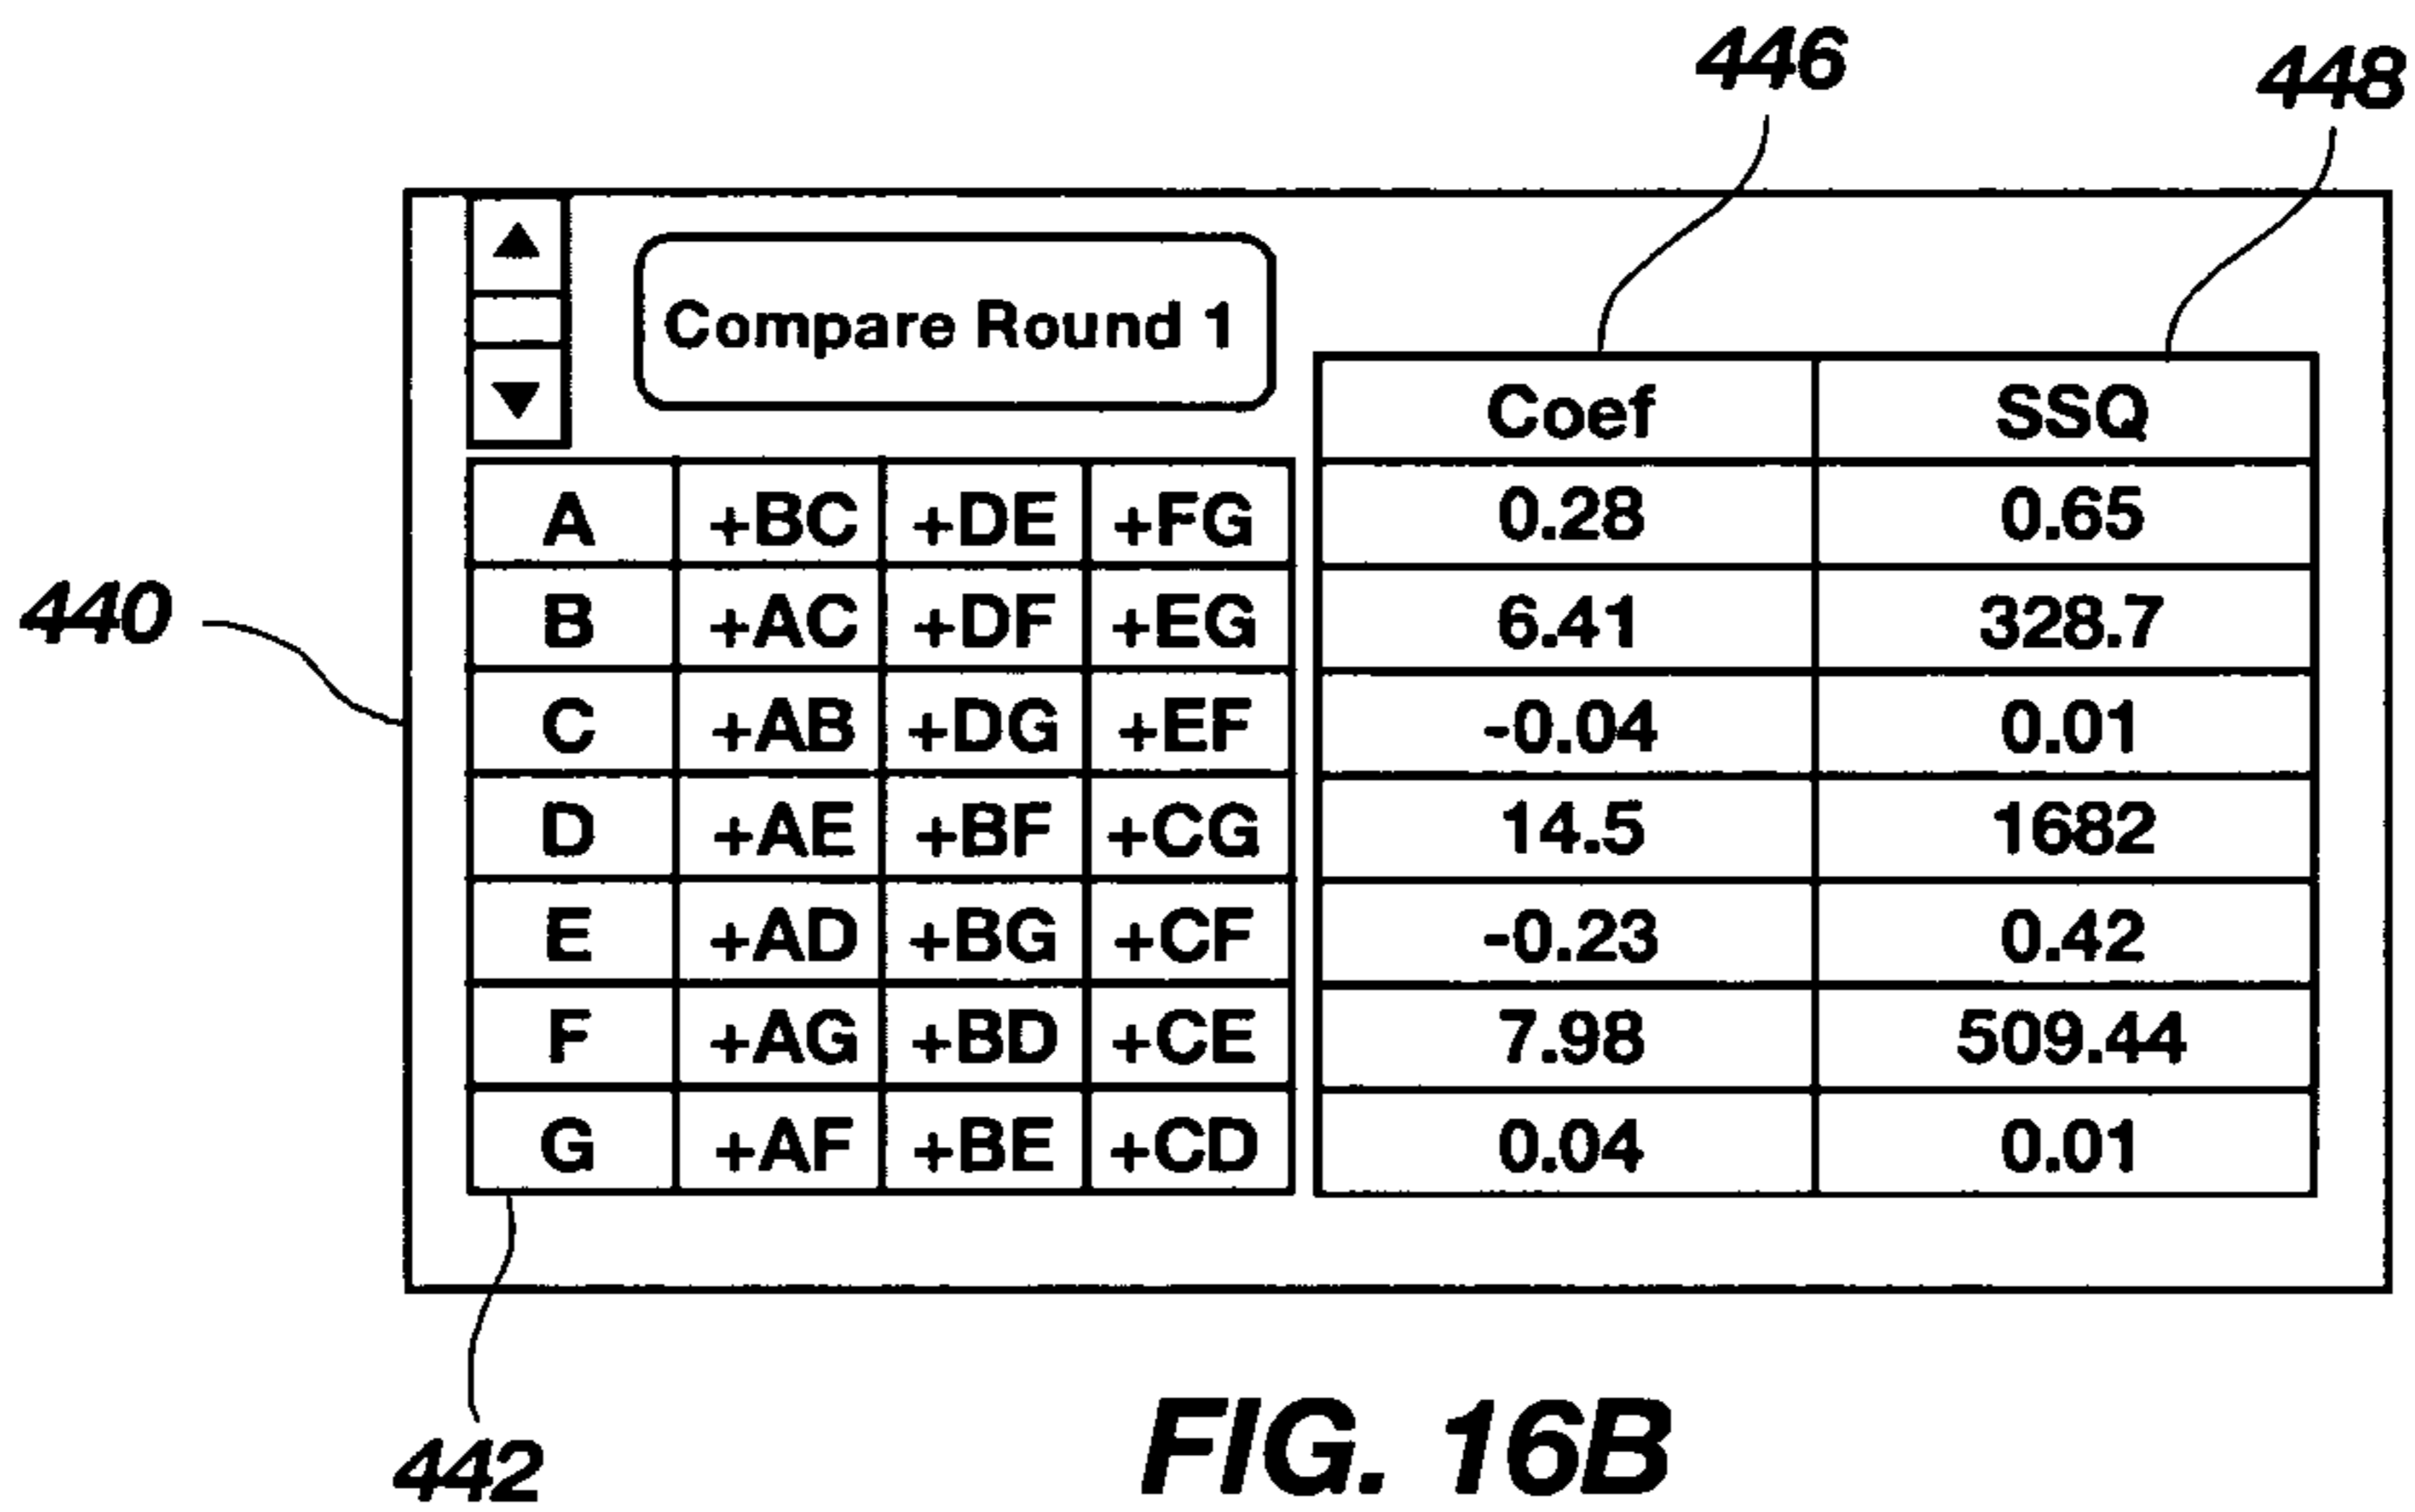 446
448
Compare Round 1
Coef SSQ
A +BC +DE +FG 0.28 0.65
B +AC +DF +EG 6.41 328.7
440
C +AB +DG +EF -0.04 0.01
D +AE +BF +CG 14.5 1682
E +AD +BG +CF -0.23 0.42
F +AG +BD +CE 7.98 509.44
G +AF +BE +CD 0.04 0.01
442
FIG. 16B